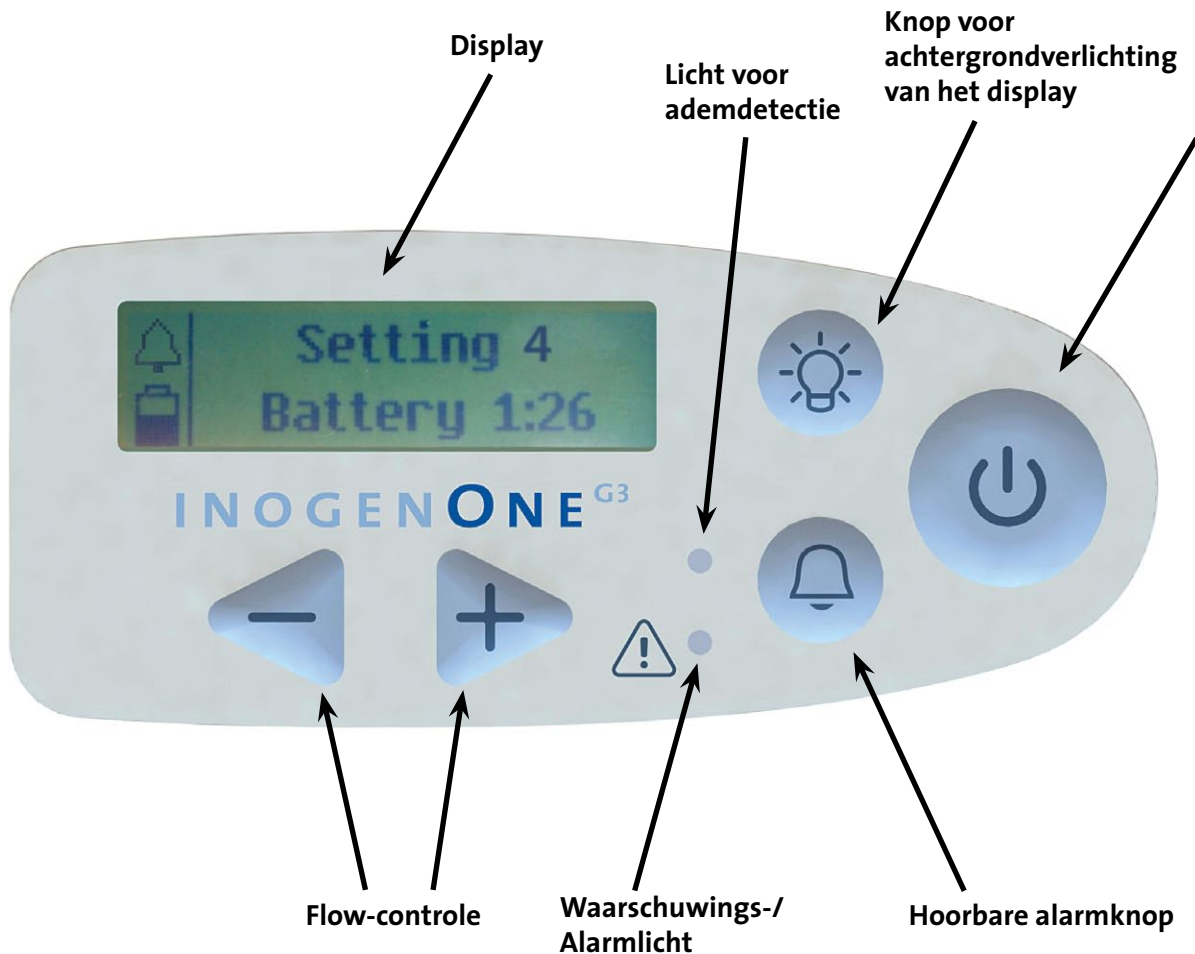 Display
Licht voor
ademdetectie
Knop voor
achtergrondverlichting
van het display
Setting 4
Battery 1:26
INOGENONE G3
Flow-controle
Waarschuwings-/
Alarmlicht
Hoorbare alarmknop